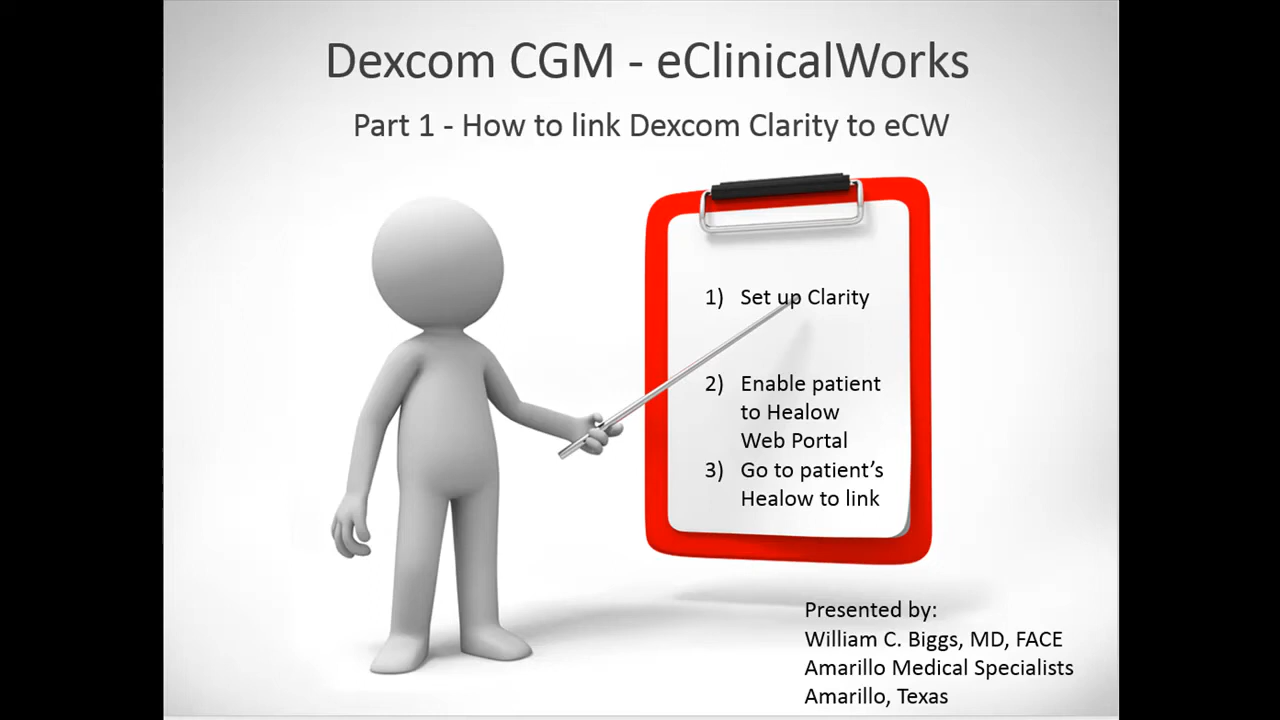 Dexcom CGM - eClinicalWorks
Part 1 - How to link Dexcom Clarity to eCW
1) Set up Clarity
2) Enable patient
to Healow
Web Portal
3) Go to patient’s
Healow to link
Presented by:
William C. Biggs, MD, FACE
Amarillo Medical Specialists
Amarillo, Texas